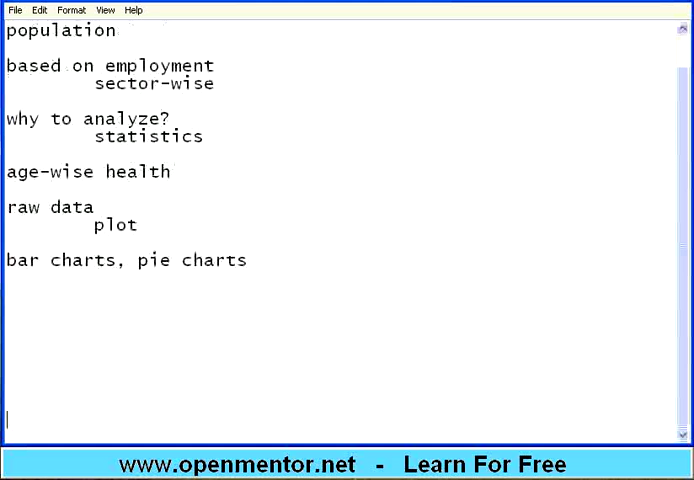 File Edit Format View Help
population
based on employment
sector-wise
why to analyze?
statistics
age-wise health
raw data
plot
bar charts, pie charts
www.openmentor.net - Learn For Free